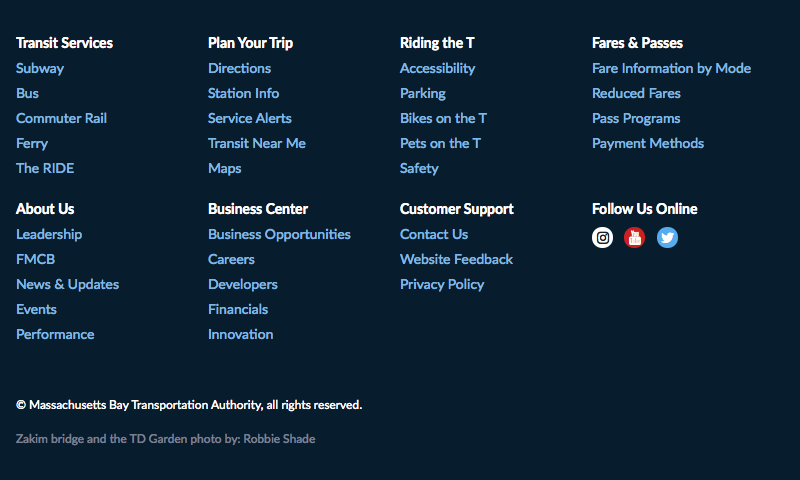 Transit Services
Subway
Bus
Commuter Rail
Ferry
The RIDE
Plan Your Trip
Directions
Station Info
Service Alerts
Transit Near Me
Maps
Riding the T
Accessibility
Parking
Bikes on the T
Pets on the T
Safety
Fares & Passes
Fare Information by Mode
Reduced Fares
Pass Programs
Payment Methods
About Us
Leadership
FMCB
News & Updates
Events
Performance
Business Center
Business Opportunities
Careers
Developers
Financials
Innovation
Customer Support
Contact Us
Website Feedback
Privacy Policy
Follow Us Online
© Massachusetts Bay Transportation Authority, all rights reserved.
Zakim bridge and the TD Garden photo by: Robbie Shade